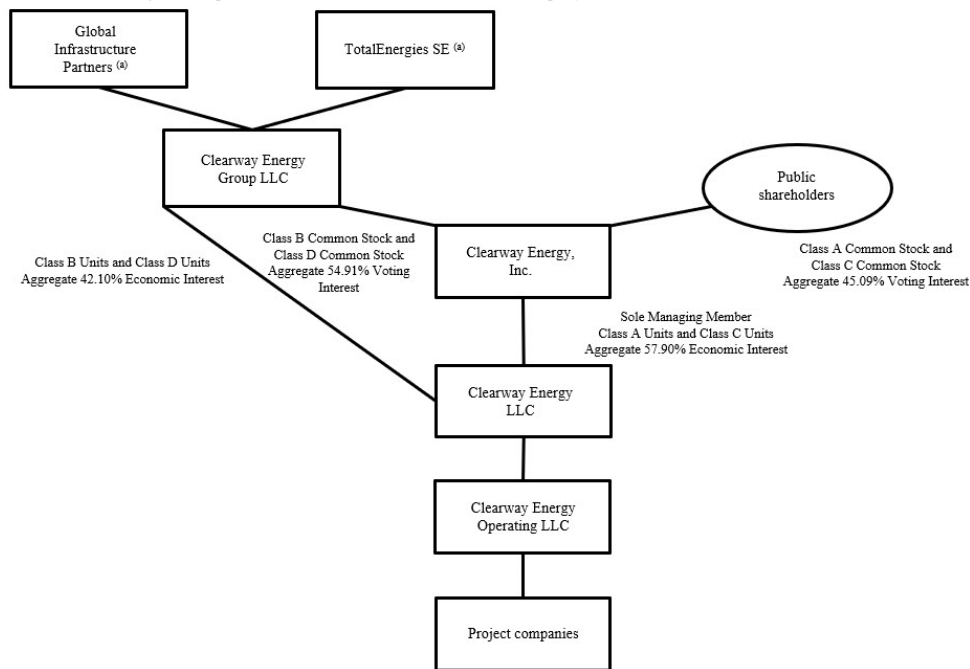 Global
Infrastructure
Partners (a)
TotalEnergies SE (a)
Clearway Energy
Group LLC
Public
shareholders
Class B Units and Class D Units
Aggregate 42.10% Economic Interest
Class B Common Stock and
Class D Common Stock
Aggregate 54.91% Voting
Interest
Clearway Energy,
Inc.
Class A Common Stock and
Class C Common Stock
Aggregate 45.09% Voting Interest
Sole Managing Member
Class A Units and Class C Units
Aggregate 57.90% Economic Interest
Clearway Energy
LLC
Clearway Energy
Operating LLC
Project companies